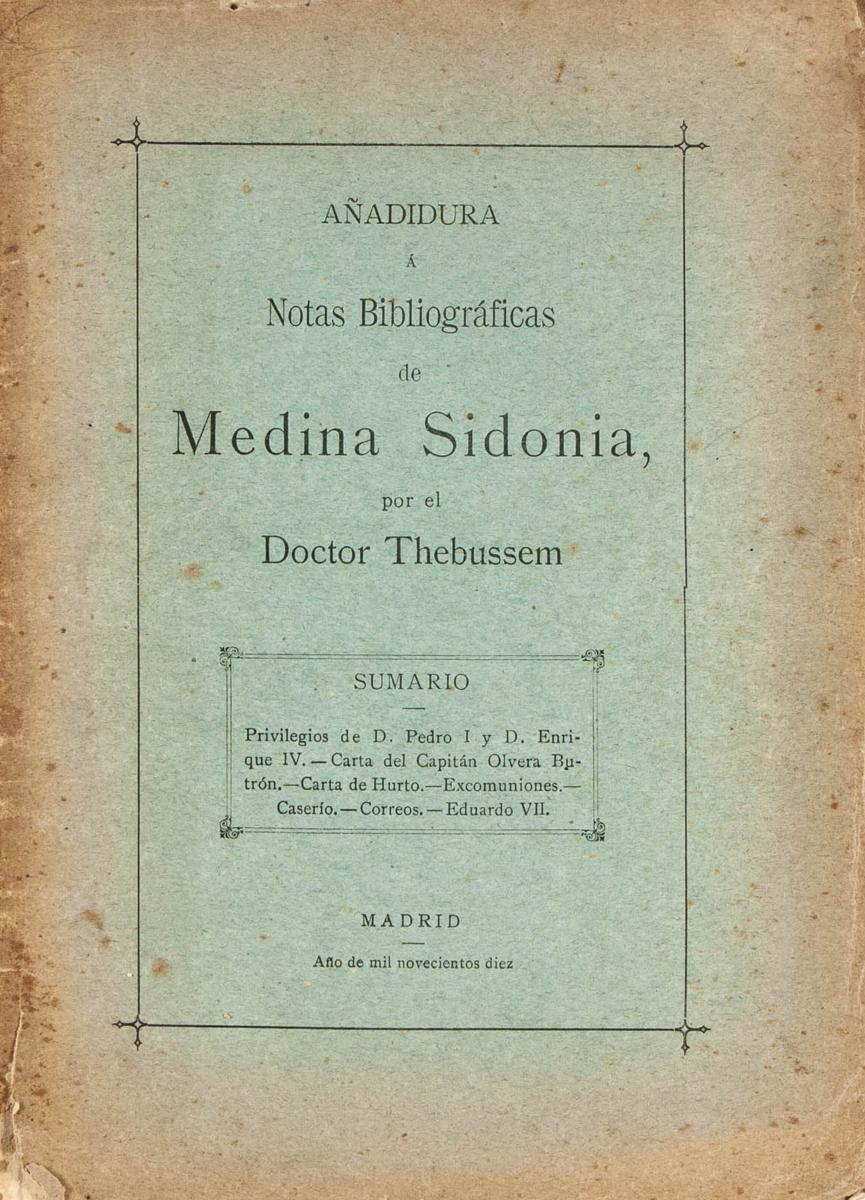 AÑADIDURA
Á
Notas Bibliográficas
de
Medina Sidonia,
por el
Doctor Thebussem
SUMARIO
Privilegios de D. Pedro I y D. Enri-
que IV. — Carta del Capitán Olvera Bu-
trón.—Carta de Hurto.—Excomuniones.—
Caserío.—Correos.—Eduardo VII.
MADRID
Año de mil novecientos diez